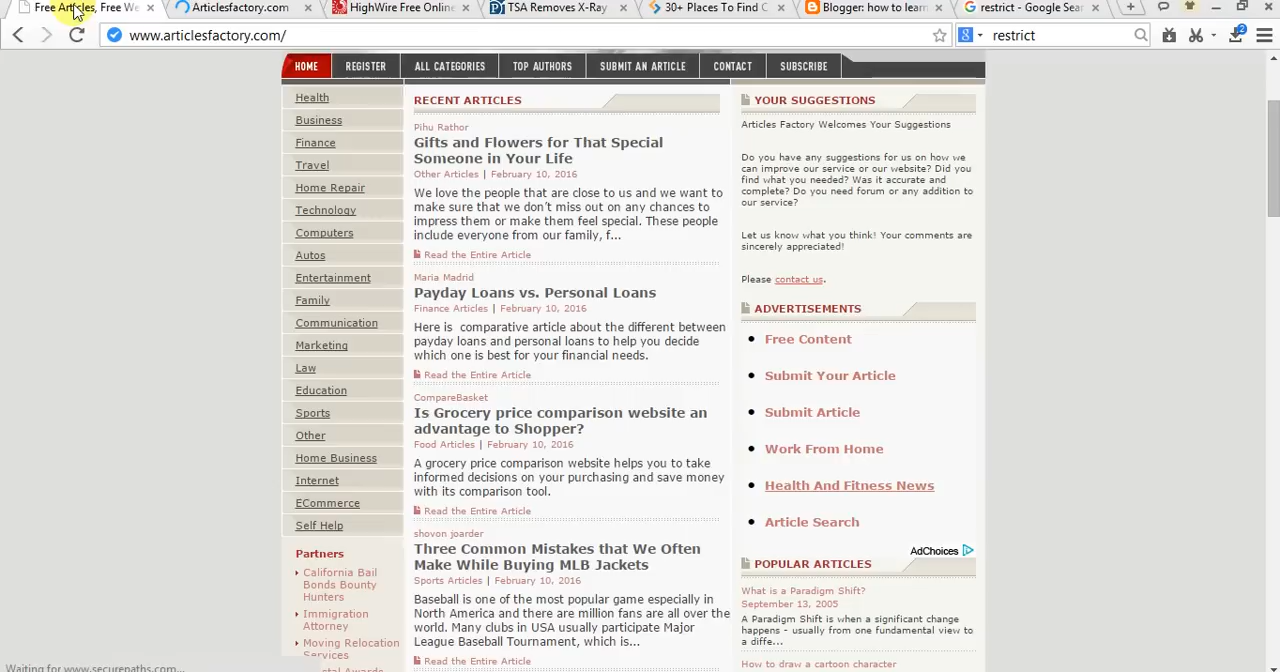 Free Articles, Free We
Articlesfactory.com
HighWire Free Online
TSA Removes X-Ray
30+ Places To Find C
Blogger: how to learn
restrict - Google Sear
www.articlesfactory.com/
restrict
2
HOME
REGISTER
ALL CATEGORIES
TOP AUTHORS
SUBMIT AN ARTICLE
CONTACT
SUBSCRIBE
Health
Business
Finance
Travel
Home Repair
Technology
Computers
Autos
Entertainment
Family
Communication
Marketing
Law
Education
Sports
Other
Home Business
Internet
ECommerce
Self Help
Partners
California Bail
Bonds Bounty
Hunters
Immigration
Attorney
Moving Relocation
Services
RECENT ARTICLES
Pihu Rathor
Gifts and Flowers for That Special
Someone in Your Life
Other Articles | February 10, 2016
We love the people that are close to us and we want to
make sure that we don't miss out on any chances to
impress them or make them feel special. These people
include everyone from our family, f...
Read the Entire Article
Maria Madrid
Payday Loans vs. Personal Loans
Finance Articles | February 10, 2016
Here is comparative article about the different between
payday loans and personal loans to help you decide
which one is best for your financial needs.
Read the Entire Article
CompareBasket
Is Grocery price comparison website an
advantage to Shopper?
Food Articles | February 10, 2016
A grocery price comparison website helps you to take
informed decisions on your purchasing and save money
with its comparison tool.
Read the Entire Article
shovon joarder
Three Common Mistakes that We Often
Make While Buying MLB Jackets
Sports Articles | February 10, 2016
Baseball is one of the most popular game especially in
North America and there are million fans are all over the
world. Many clubs in USA usually participate Major
League Baseball Tournament, which is...
Read the Entire Article
YOUR SUGGESTIONS
Articles Factory Welcomes Your Suggestions
Do you have any suggestions for us on how we
can improve our service or our website? Did you
find what you needed? Was it accurate and
complete? Do you need forum or any addition to
our service?
Let us know what you think! Your comments are
sincerely appreciated!
Please contact us.
ADVERTISEMENTS
Free Content
Submit Your Article
Submit Article
Work From Home
Health And Fitness News
Article Search
AdChoices
POPULAR ARTICLES
What is a Paradigm Shift?
September 13, 2005
A Paradigm Shift is when a significant change
happens - usually from one fundamental view to
a diffe...
How to draw a cartoon character
Waiting for www.securepaths.com...